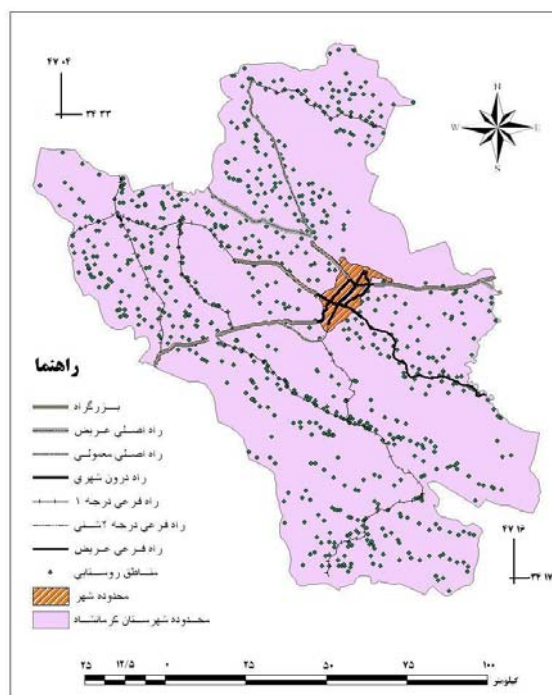 ۴۷ ۰۴
۳۴ ۳۳
N
W E
S
راهنما
بزرگراه
راه اصلی عریض
راه اصلی معمولی
راه درون شهری
راه فرعی درجه ۱
راه فرعی درجه ۲ شنی
راه فرعی عریض
مناطق روستایی
محدوده شهر
محدوده شهرستان کرمانشاه
۴۷ ۱۶
۳۴ ۱۷
۲۵ ۱۲/۵ ۰ ۲۵ ۵۰ ۷۵ ۱۰۰
کیلومتر